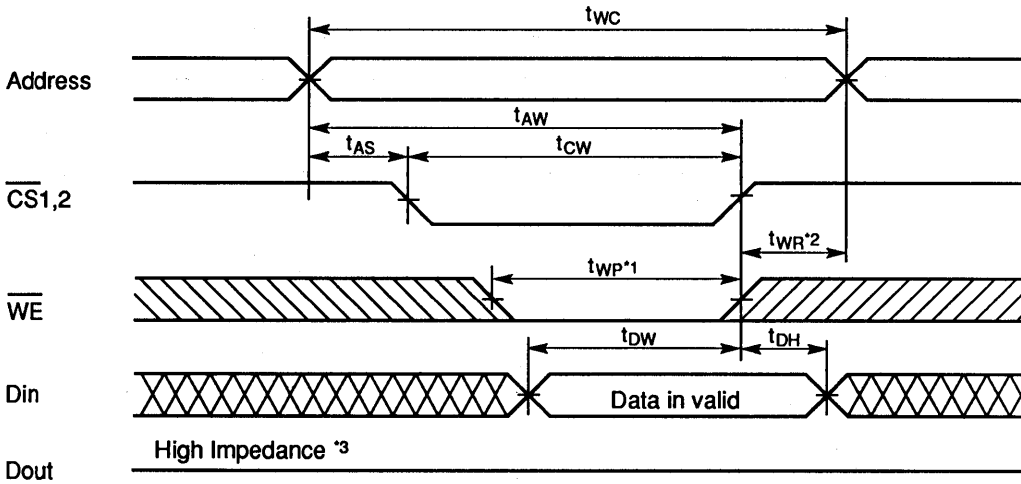 tWC
Address
tAW
tAS
tCW
CS1,2
tWR*2
tWP*1
WE
tDW
tDH
Din
Data in valid
High Impedance *3
Dout